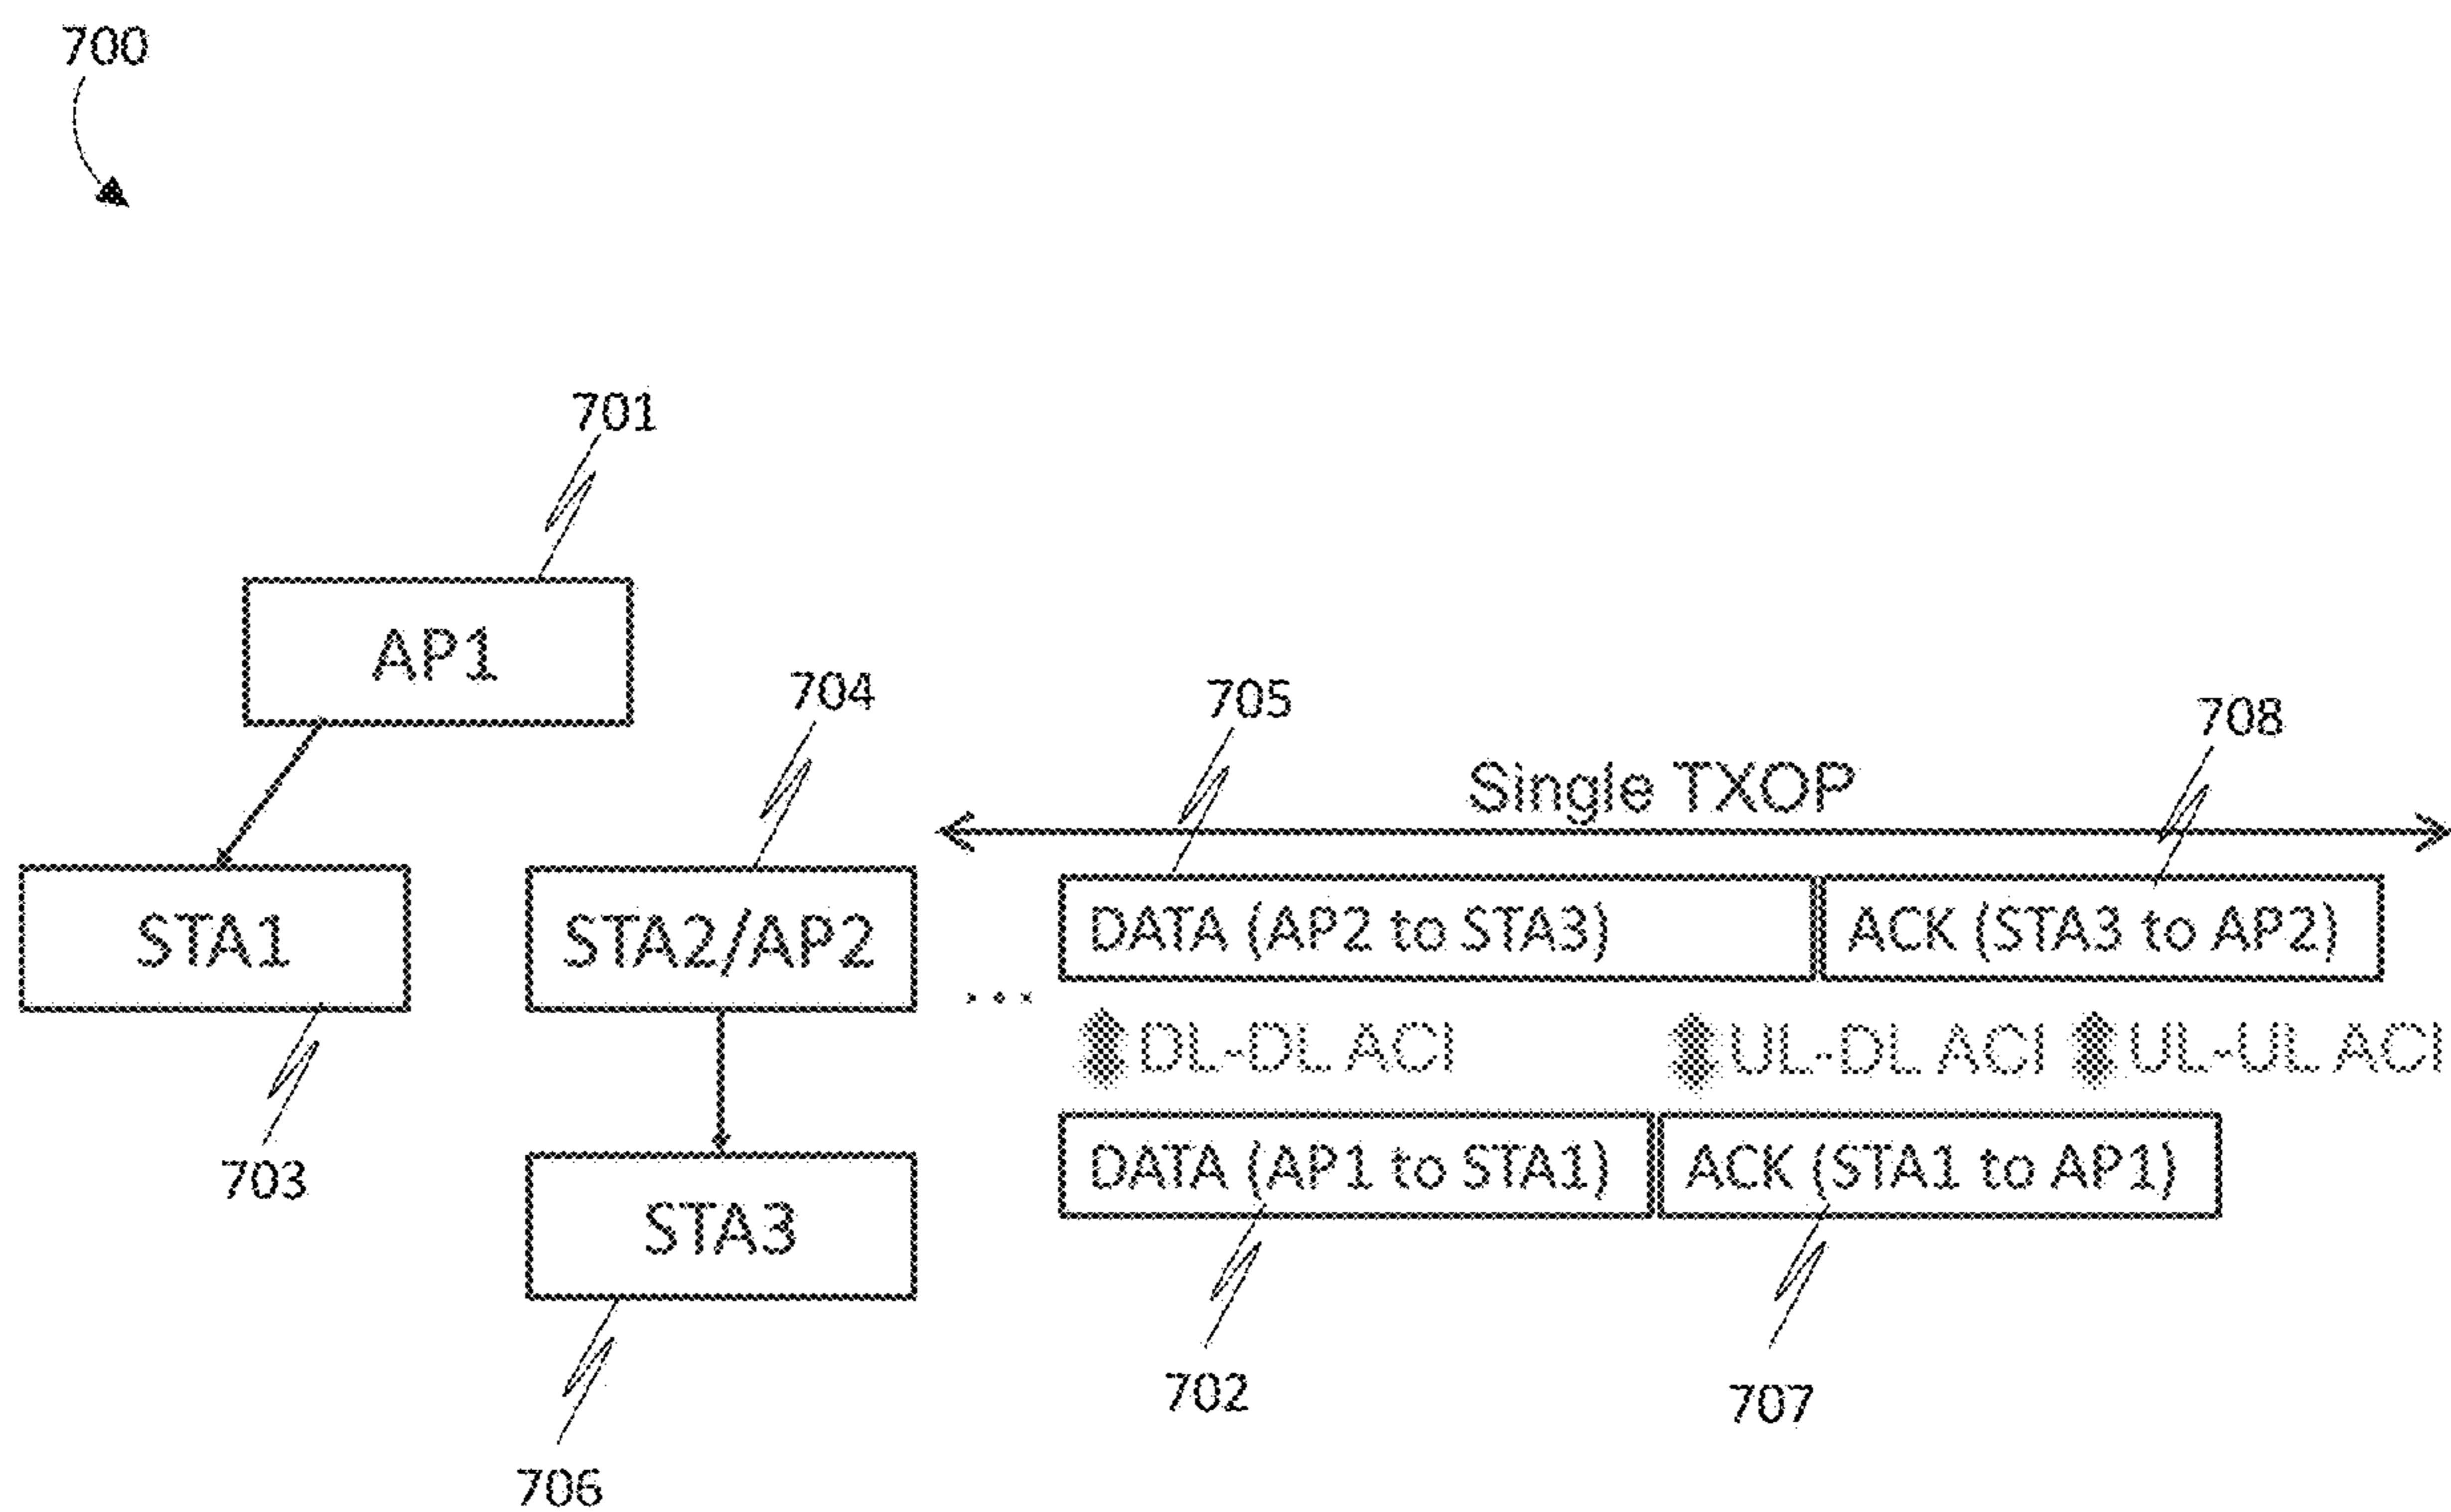 700
701
AP1
704
705
708
Single TXOP
STA1
STA2/AP2
DATA (AP2 to STA3)
ACK (STA3 to AP2)
...
DL-DL ACI
UL-DL ACI
UL-UL ACI
703
STA3
DATA (AP1 to STA1)
ACK (STA1 to AP1)
702
707
706